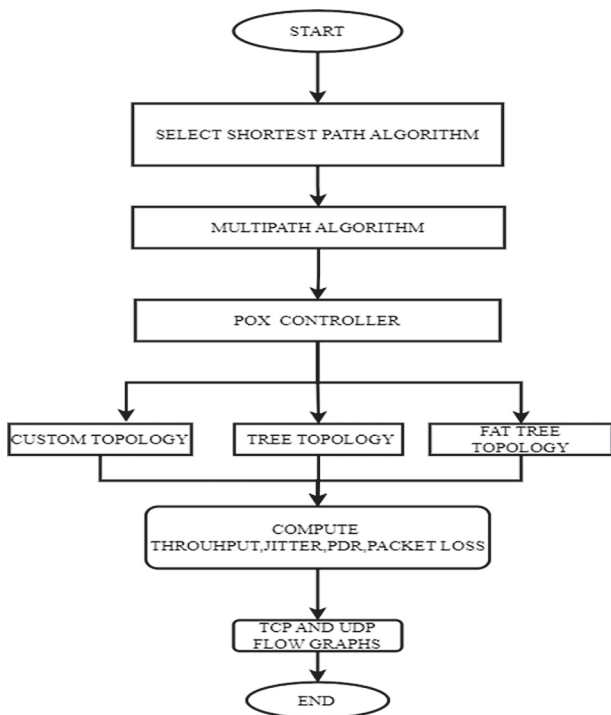 START
SELECT SHORTEST PATH ALGORITHM
MULTIPATH ALGORITHM
POX CONTROLLER
CUSTOM TOPOLOGY
TREE TOPOLOGY
FAT TREE
TOPOLOGY
COMPUTE
THROUHPUT,JITTER,PDR,PACKET LOSS
TCP AND UDP
FLOW GRAPHS
END